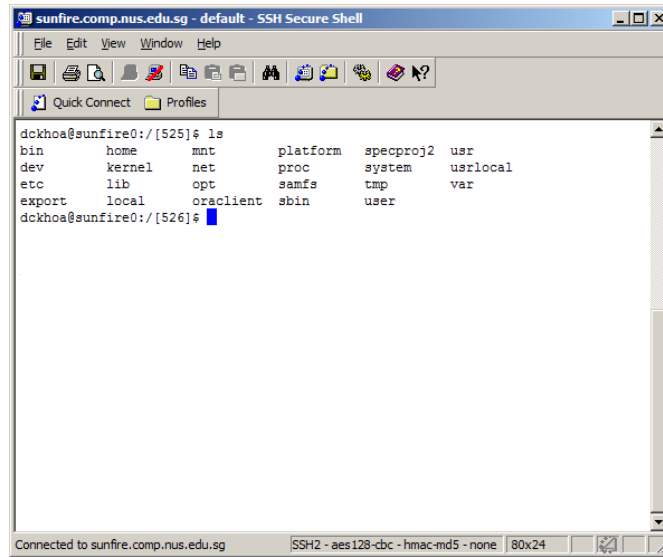 sunfire.comp.nus.edu.sg - default - SSH Secure Shell
File Edit View Window Help
Quick Connect Profiles
dckhoa@sunfire0:/[525]$ ls
bin home mnt platform specproj2 usr
dev kernel net proc system usrlocal
etc lib opt samfs tmp var
export local oraclient sbin user
dckhoa@sunfire0:/[526]$
Connected to sunfire.comp.nus.edu.sg SSH2 - aes128-cbc - hmac-md5 - none 80x24